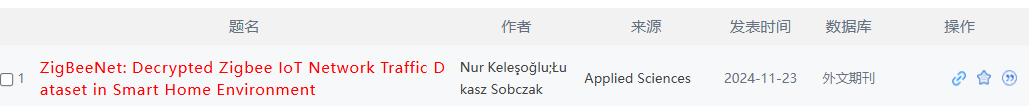 题名 作者 来源 发表时间 数据库 操作
1 ZigBeeNet: Decrypted Zigbee IoT Network Traffic D
ataset in Smart Home Environment
Nur Keleşoğlu;Łu
kasz Sobczak
Applied Sciences 2024-11-23 外文期刊